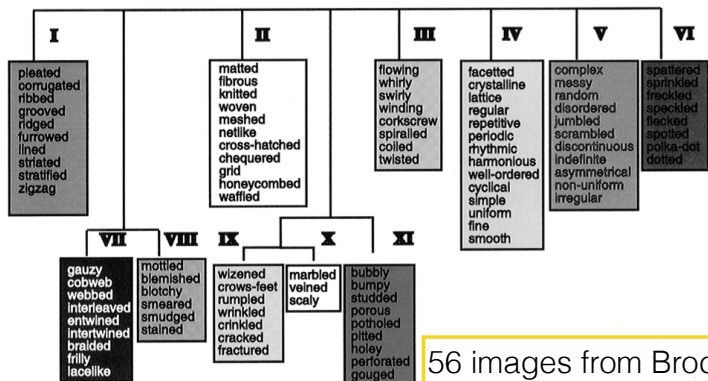 I
pleated
corrugated
ribbed
grooved
ridged
furrowed
lined
striated
stratified
zigzag
II
matted
fibrous
knitted
woven
meshed
netlike
cross-hatched
chequered
grid
honeycombed
waffled
III
flowing
whirly
swirly
winding
corkscrew
spiralled
coiled
twisted
IV
facetted
crystalline
lattice
regular
repetitive
periodic
rhythmic
harmonious
well-ordered
cyclical
simple
uniform
fine
smooth
V
complex
messy
random
disordered
jumbled
scrambled
discontinuous
indefinite
asymmetrical
non-uniform
irregular
VI
spattered
sprinkled
freckled
speckled
flecked
spotted
polka-dot
dotted
VII
gauzy
cobweb
webbed
interleaved
entwined
intertwined
braided
frilly
lacelike
VIII
mottled
blemished
blotchy
smeared
smudged
stained
IX
wizened
crows-feet
rumpled
wrinkled
crinkled
cracked
fractured
X
marbled
veined
scaly
XI
bubbly
bumpy
studded
porous
potholed
pitted
holey
perforated
gouged
56 images from Broc